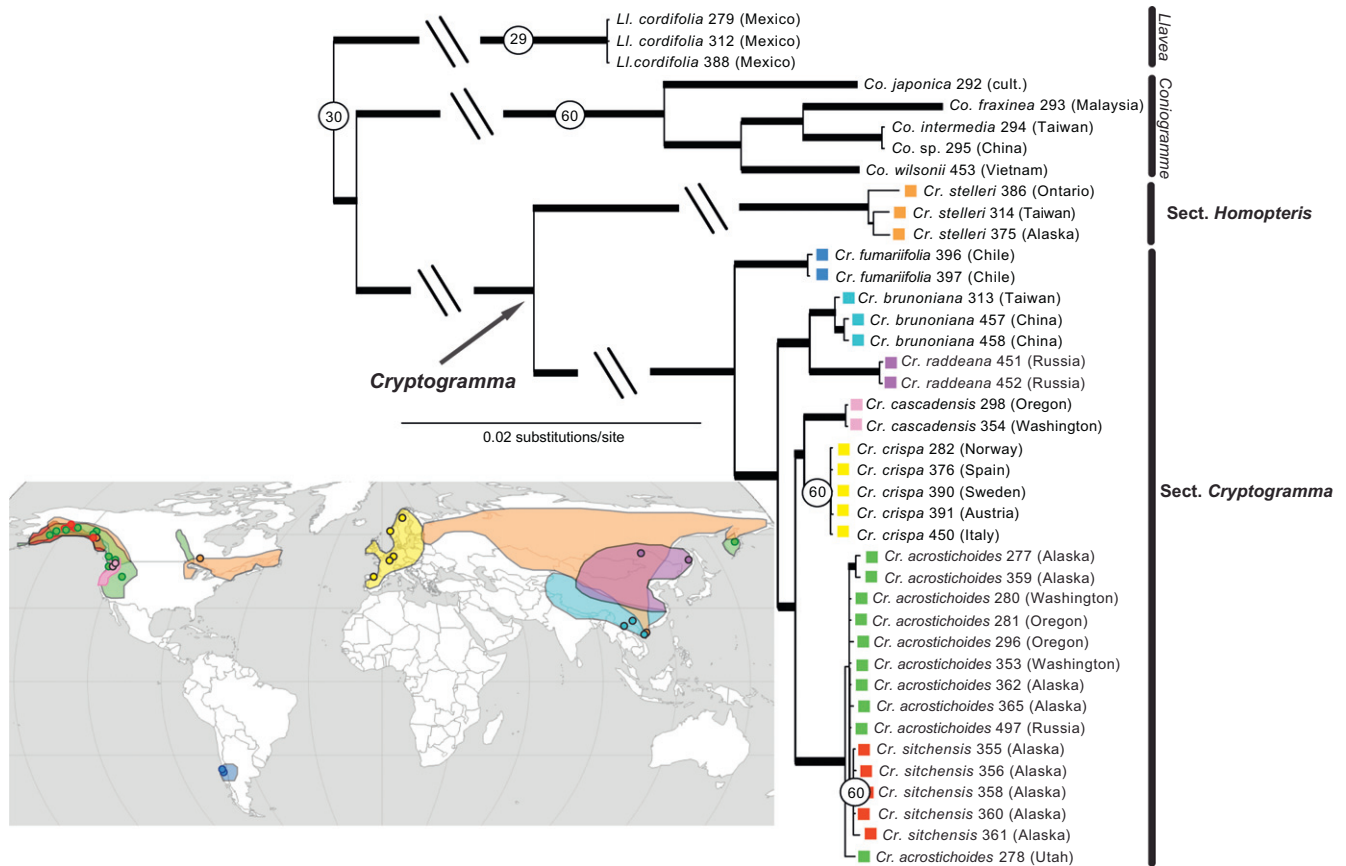 Ll. cordifolia 279 (Mexico)
Ll. cordifolia 312 (Mexico)
Ll.cordifolia 388 (Mexico)
29
Llavea
30
60
Co. japonica 292 (cult.)
Co. fraxinea 293 (Malaysia)
Co. intermedia 294 (Taiwan)
Co. sp. 295 (China)
Co. wilsonii 453 (Vietnam)
Coniogramme
Cr. stelleri 386 (Ontario)
Cr. stelleri 314 (Taiwan)
Cr. stelleri 375 (Alaska)
Sect. Homopteris
Cr. fumariifolia 396 (Chile)
Cr. fumariifolia 397 (Chile)
Cr. brunoniana 313 (Taiwan)
Cr. brunoniana 457 (China)
Cr. brunoniana 458 (China)
Cr. raddeana 451 (Russia)
Cr. raddeana 452 (Russia)
Cryptogramma
0.02 substitutions/site
Cr. cascadensis 298 (Oregon)
Cr. cascadensis 354 (Washington)
Cr. crispa 282 (Norway)
Cr. crispa 376 (Spain)
60
Cr. crispa 390 (Sweden)
Cr. crispa 391 (Austria)
Cr. crispa 450 (Italy)
Sect. Cryptogramma
Cr. acrostichoides 277 (Alaska)
Cr. acrostichoides 359 (Alaska)
Cr. acrostichoides 280 (Washington)
Cr. acrostichoides 281 (Oregon)
Cr. acrostichoides 296 (Oregon)
Cr. acrostichoides 353 (Washington)
Cr. acrostichoides 362 (Alaska)
Cr. acrostichoides 365 (Alaska)
Cr. acrostichoides 497 (Russia)
Cr. sitchensis 355 (Alaska)
Cr. sitchensis 356 (Alaska)
60
Cr. sitchensis 358 (Alaska)
Cr. sitchensis 360 (Alaska)
Cr. sitchensis 361 (Alaska)
Cr. acrostichoides 278 (Utah)